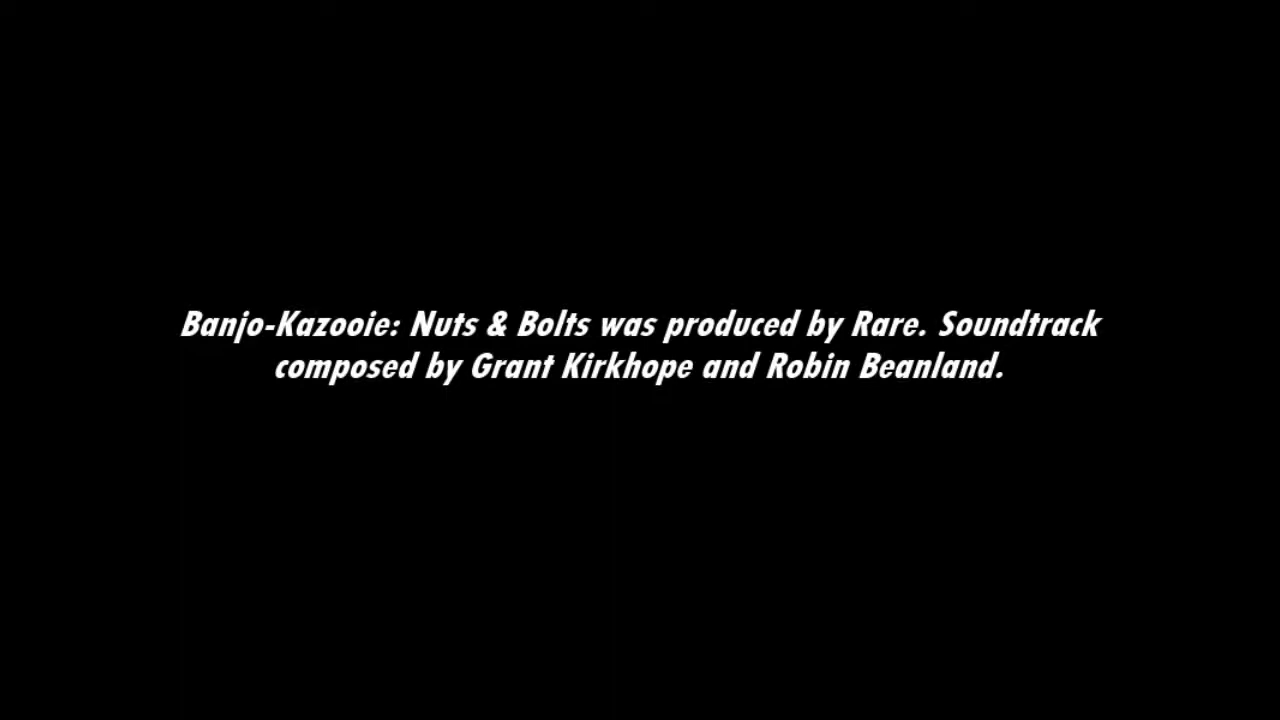 Banjo-Kazooie: Nuts & Bolts was produced by Rare. Soundtrack
composed by Grant Kirkhope and Robin Beanland.